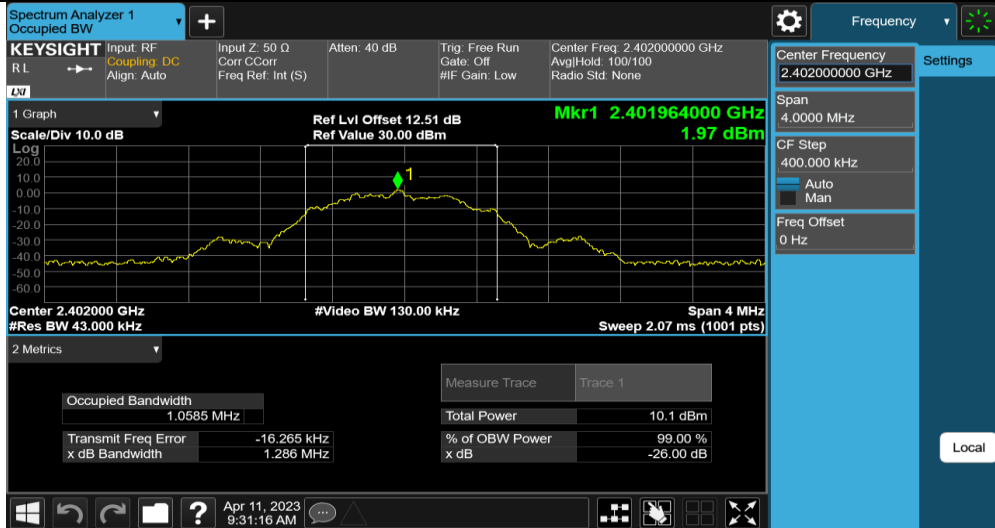 Spectrum Analyzer 1
Occupied BW
+
Frequency
KEYSIGHT
RL
LXI
Input: RF
Coupling: DC
Align: Auto
Input Z: 50 Ω
Corr CCorr
Freq Ref: Int (S)
Atten: 40 dB
Trig: Free Run
Gate: Off
#IF Gain: Low
Center Freq: 2.402000000 GHz
Avg|Hold: 100/100
Radio Std: None
Center Frequency
2.402000000 GHz
Settings
Span
4.0000 MHz
CF Step
400.000 kHz
Auto
Man
Freq Offset
0 Hz
1 Graph
Scale/Div 10.0 dB
Ref Lvl Offset 12.51 dB
Ref Value 30.00 dBm
Mkr1 2.401964000 GHz
1.97 dBm
Log
20.0
10.0
0.00
-10.0
-20.0
-30.0
-40.0
-50.0
-60.0
1
Center 2.402000 GHz
#Res BW 43.000 kHz
#Video BW 130.00 kHz
Span 4 MHz
Sweep 2.07 ms (1001 pts)
2 Metrics
Measure Trace Trace 1
Occupied Bandwidth
1.0585 MHz
Total Power 10.1 dBm
Transmit Freq Error -16.265 kHz
% of OBW Power 99.00 %
x dB Bandwidth 1.286 MHz
x dB -26.00 dB
Local
?
Apr 11, 2023
9:31:16 AM